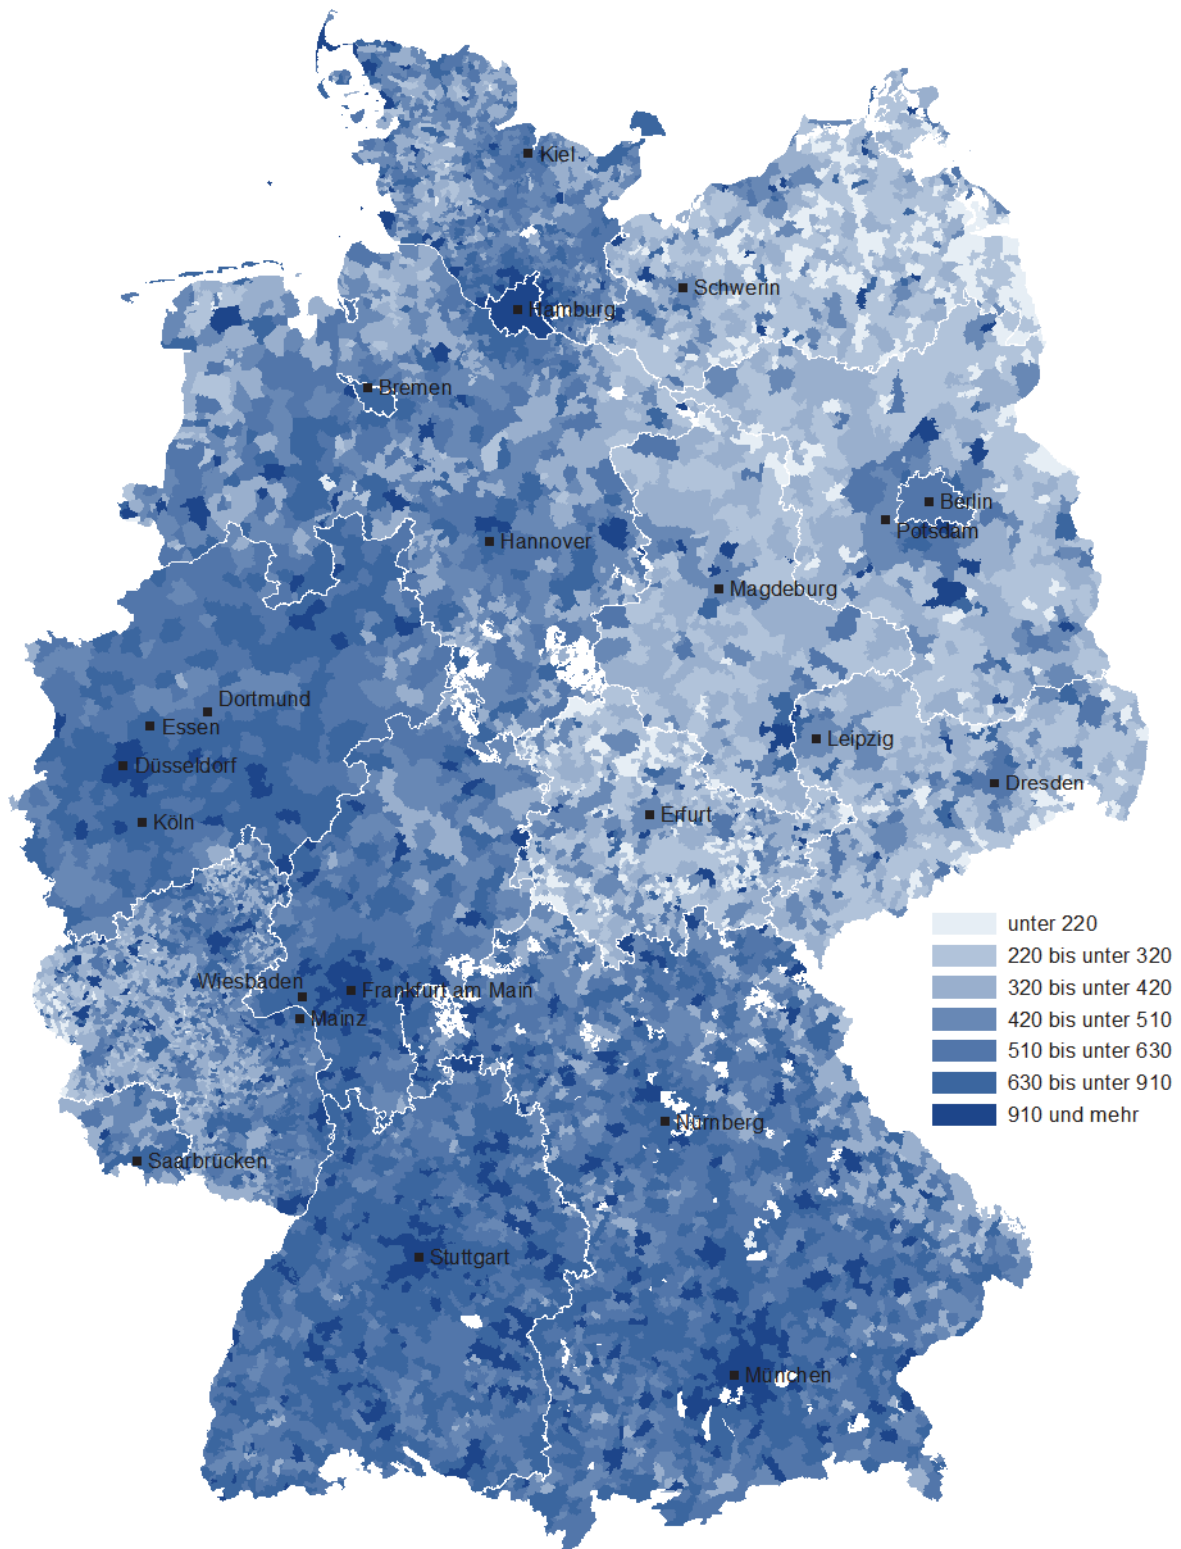 Kiel
Schwerin
Hamburg
Bremen
Berlin
Potsdam
Hannover
Magdeburg
Dortmund
Essen
Leipzig
Düsseldorf
Dresden
Köln
Erfurt
Wiesbaden
Frankfurt am Main
Mainz
Nürnberg
Saarbrücken
Stuttgart
München
unter 220
220 bis unter 320
320 bis unter 420
420 bis unter 510
510 bis unter 630
630 bis unter 910
910 und mehr